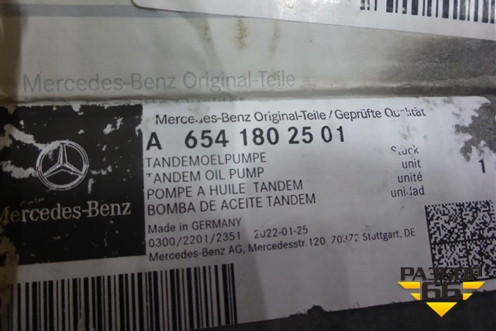 Mercedes-Benz Original-Teile
Mercedes-Benz Original-Teile / Geprüfte Qualität
A 654 180 25 01
TANDEMOELPUMPE Stück
TANDEM OIL PUMP unit 1
POMPE A HUILE TANDEM unité
BOMBA DE ACEITE TANDEM unidad
Made in GERMANY
0300/2201/2351 2022-01-25
Mercedes-Benz AG, Mercedesstr.120, 70372 Stuttgart, DE
Mercedes-Benz
РАЗБОР
66